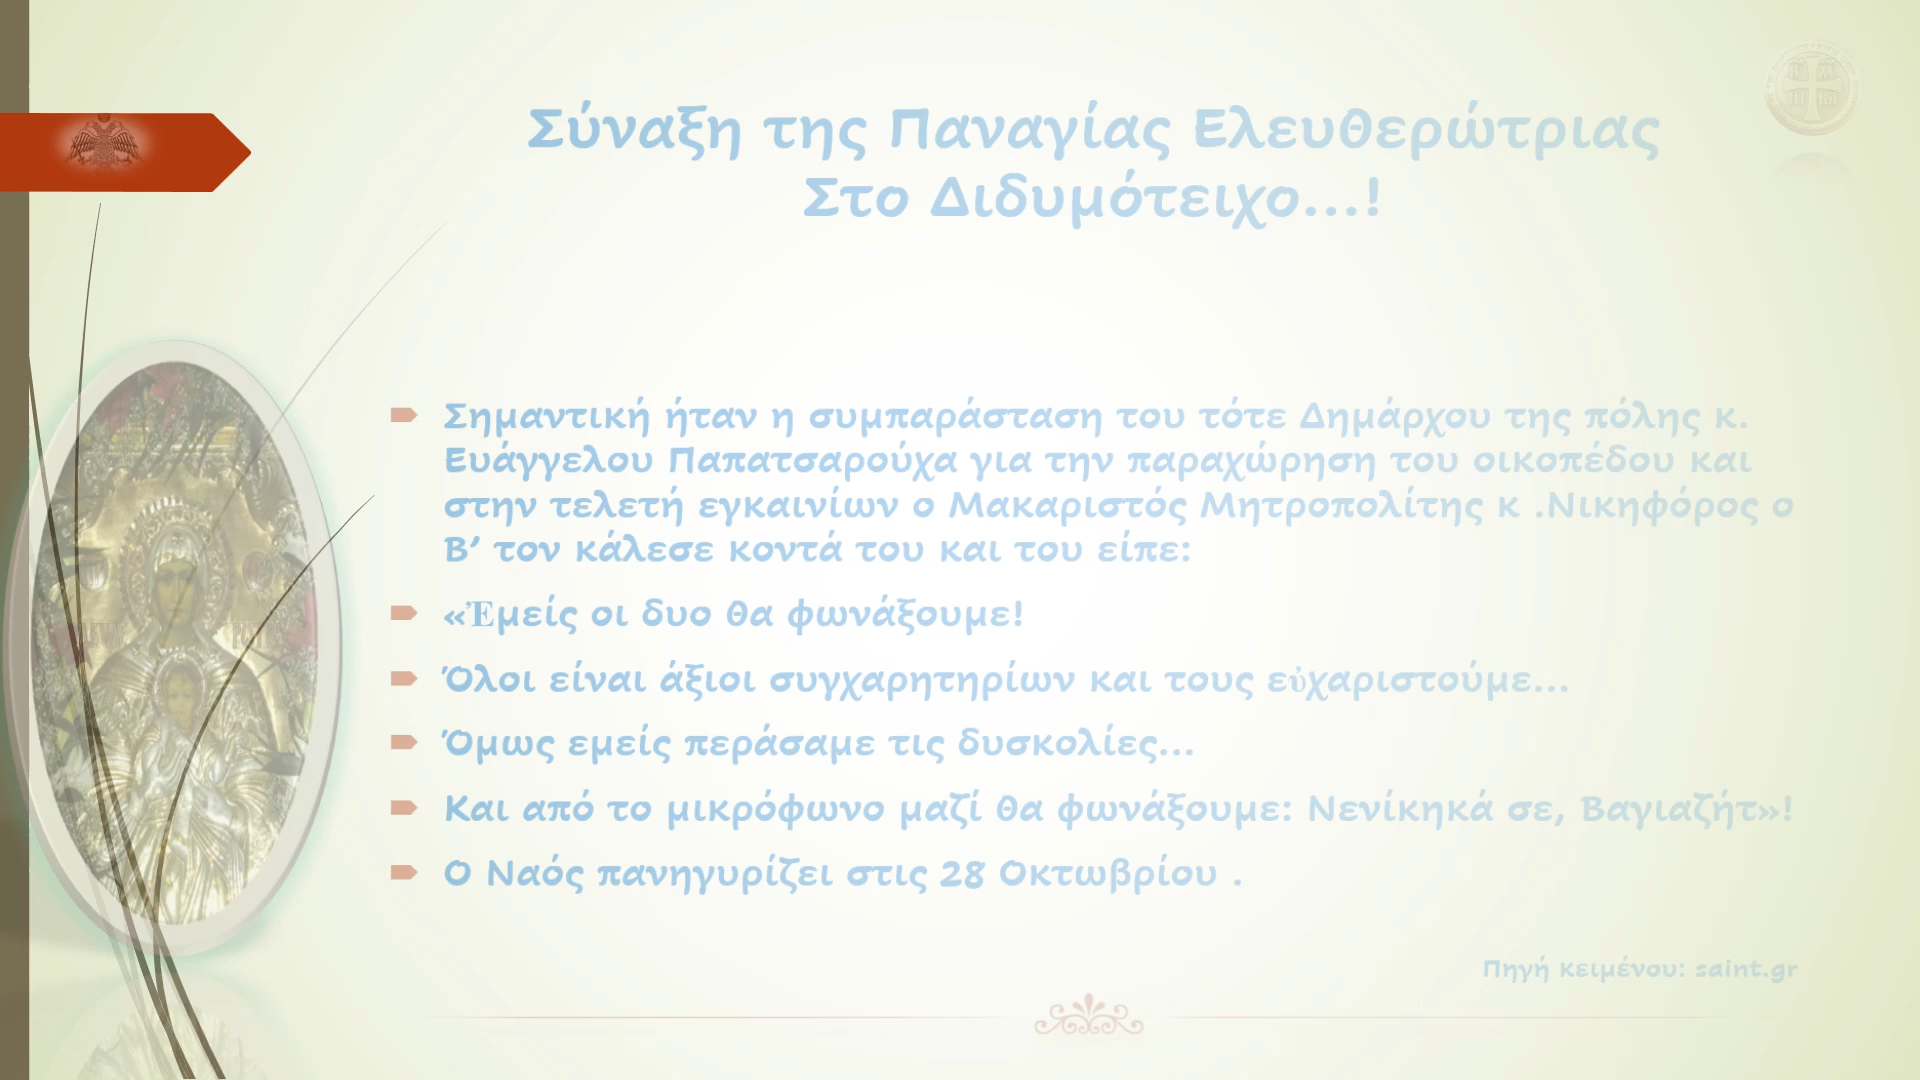 Σύναξη της Παναγίας Ελευθερώτριας
Στο Διδυμότειχο...!
Σημαντική ήταν η συμπαράσταση του τότε Δημάρχου της πόλης κ.
Ευάγγελου Παπατσαρούχα για την παραχώρηση του οικοπέδου και
στην τελετή εγκαινίων ο Μακαριστός Μητροπολίτης κ .Νικηφόρος ο
Β’ τον κάλεσε κοντά του και του είπε:
«Ἐμείς οι δυο θα φωνάξουμε!
Όλοι είναι άξιοι συγχαρητηρίων και τους εὐχαριστούμε...
Όμως εμείς περάσαμε τις δυσκολίες...
Και από το μικρόφωνο μαζί θα φωνάξουμε: Νενίκηκά σε, Βαγιαζήτ»!
Ο Ναός πανηγυρίζει στις 28 Οκτωβρίου .
Πηγή κειμένου: saint.gr